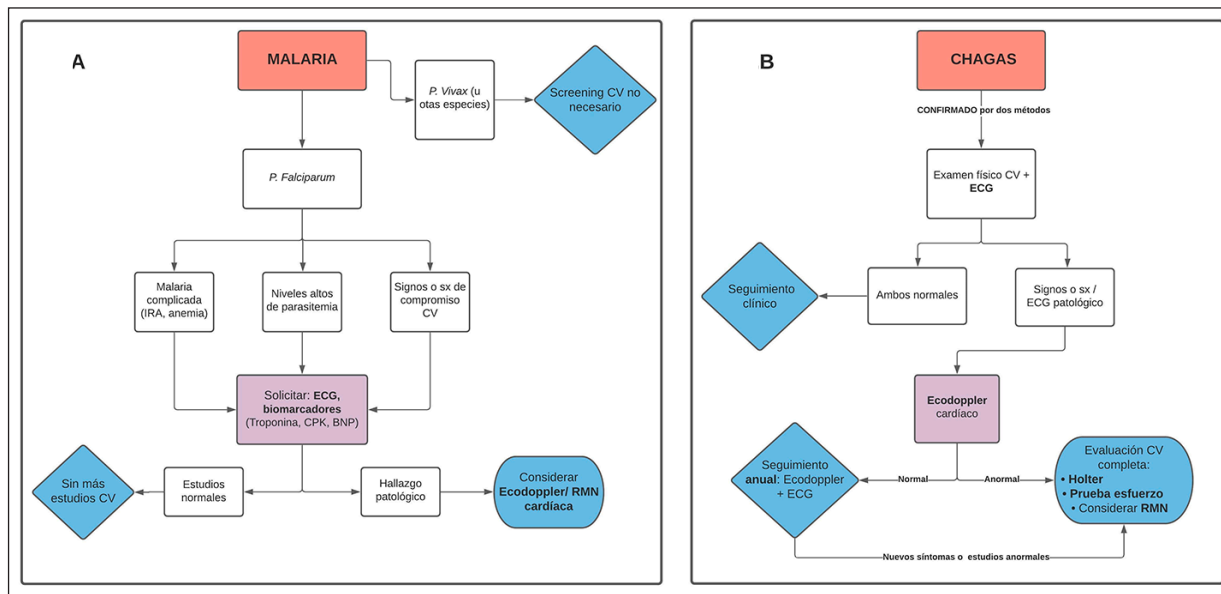 A
MALARIA
P. Vivax (u
otas especies)
Screening CV no
necesario
P. Falciparum
Malaria
complicada
(IRA, anemia)
Niveles altos
de parasitemia
Signos o sx de
compromiso
CV
Solicitar: ECG,
biomarcadores
(Troponina, CPK, BNP)
Sin más
estudios CV
Estudios
normales
Hallazgo
patológico
Considerar
Ecodoppler/ RMN
cardíaca
B
CHAGAS
CONFIRMADO por dos métodos
Examen físico CV +
ECG
Seguimiento
clínico
Ambos normales
Signos o sx /
ECG patológico
Ecodoppler
cardíaco
Seguimiento
anual: Ecodoppler
+ ECG
Normal
Anormal
Evaluación CV
completa:
• Holter
• Prueba esfuerzo
• Considerar RMN
Nuevos síntomas o estudios anormales